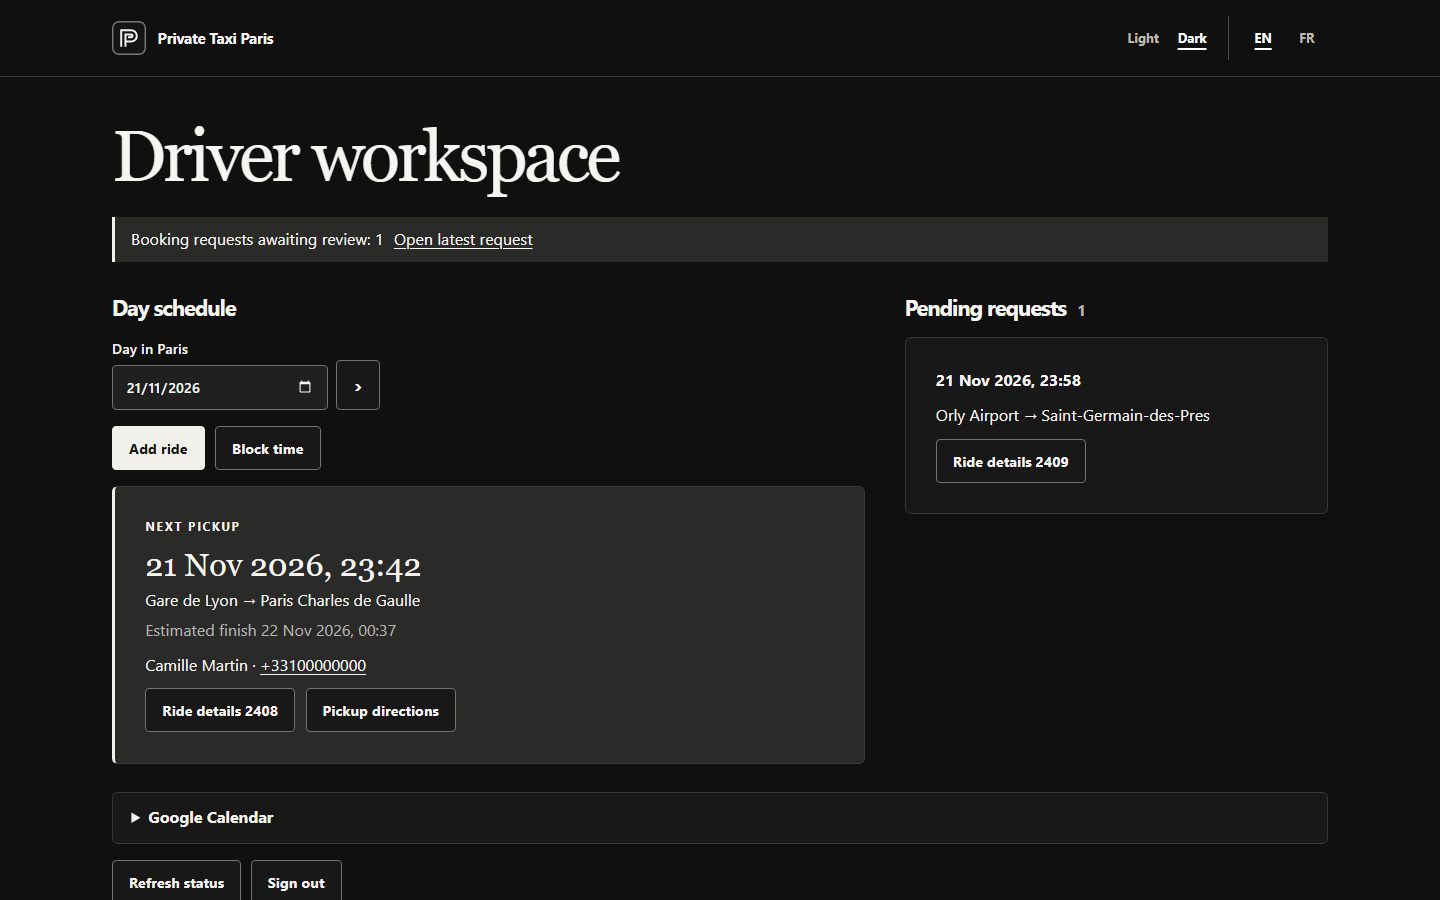 Private Taxi Paris
Light Dark EN FR
Driver workspace
Booking requests awaiting review: 1 Open latest request
Day schedule
Day in Paris
21/11/2026 ›
Add ride Block time
NEXT PICKUP
21 Nov 2026, 23:42
Gare de Lyon → Paris Charles de Gaulle
Estimated finish 22 Nov 2026, 00:37
Camille Martin · +33100000000
Ride details 2408 Pickup directions
Pending requests 1
21 Nov 2026, 23:58
Orly Airport → Saint-Germain-des-Pres
Ride details 2409
Google Calendar
Refresh status Sign out